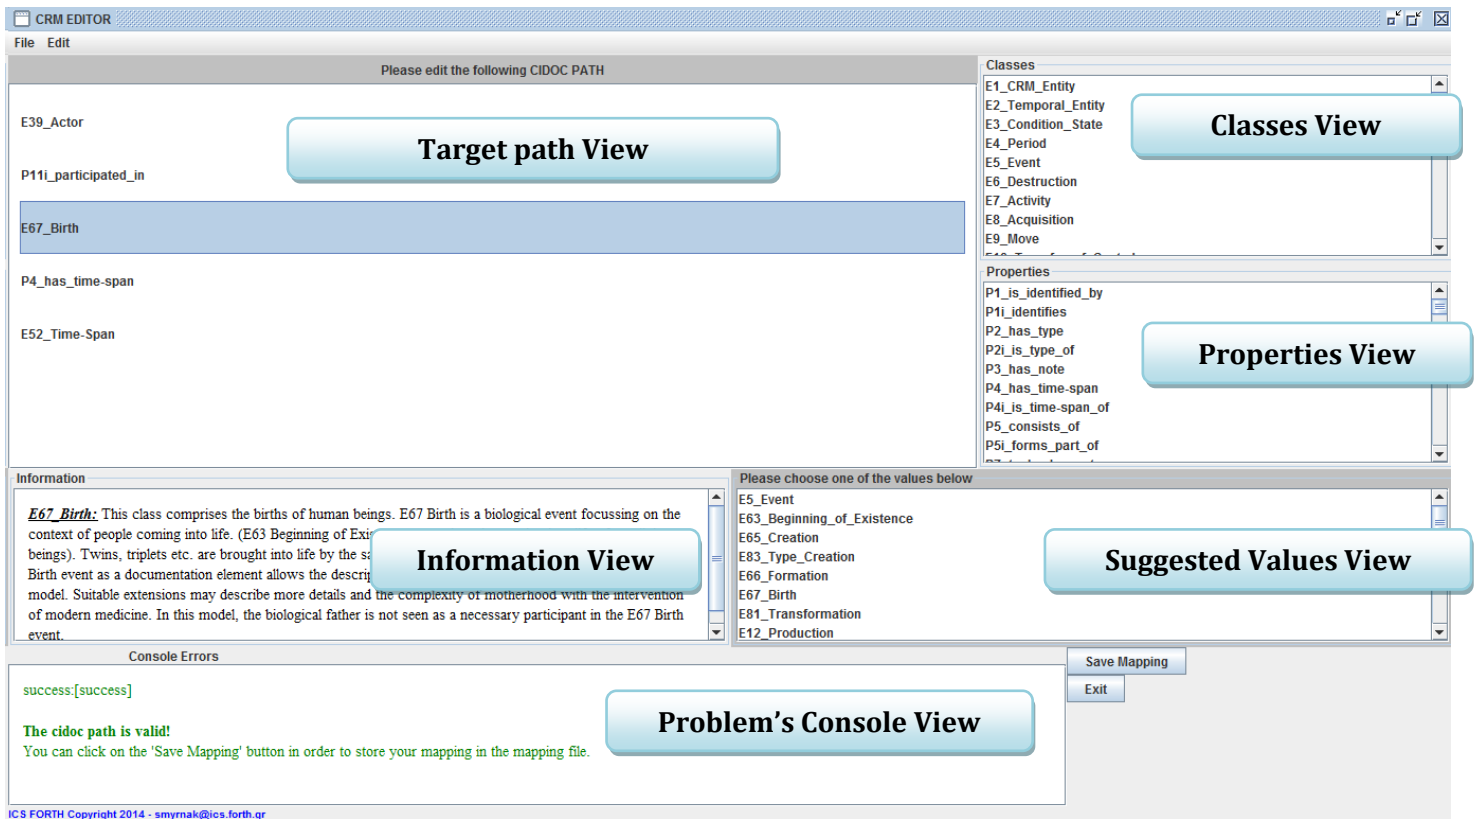 CRM EDITOR
File Edit
Please edit the following CIDOC PATH
E39_Actor
P11i_participated_in
E67_Birth
P4_has_time-span
E52_Time-Span
Target path View
Classes
E1_CRM_Entity
E2_Temporal_Entity
E3_Condition_State
E4_Period
E5_Event
E6_Destruction
E7_Activity
E8_Acquisition
E9_Move
Classes View
Properties
P1_is_identified_by
P1i_identifies
P2_has_type
P2i_is_type_of
P3_has_note
P4_has_time-span
P4i_is_time-span_of
P5_consists_of
P5i_forms_part_of
Properties View
Information
E67_Birth: This class comprises the births of human beings. E67 Birth is a biological event focussing on the
context of people coming into life. (E63 Beginning of
beings). Twins, triplets etc. are brought into life by the
Birth event as a documentation element allows the
model. Suitable extensions may describe more details and the complexity of motherhood with the intervention
of modern medicine. In this model, the biological father is not seen as a necessary participant in the E67 Birth
event.
Information View
Please choose one of the values below
E5_Event
E63_Beginning_of_Existence
E65_Creation
E83_Type_Creation
E66_Formation
E67_Birth
E81_Transformation
E12_Production
Suggested Values View
Console Errors
success:[success]
The cidoc path is valid!
You can click on the 'Save Mapping' button in order to store your mapping in the mapping file.
Problem's Console View
Save Mapping
Exit
ICS FORTH Copyright 2014 - smyrnak@ics.forth.gr